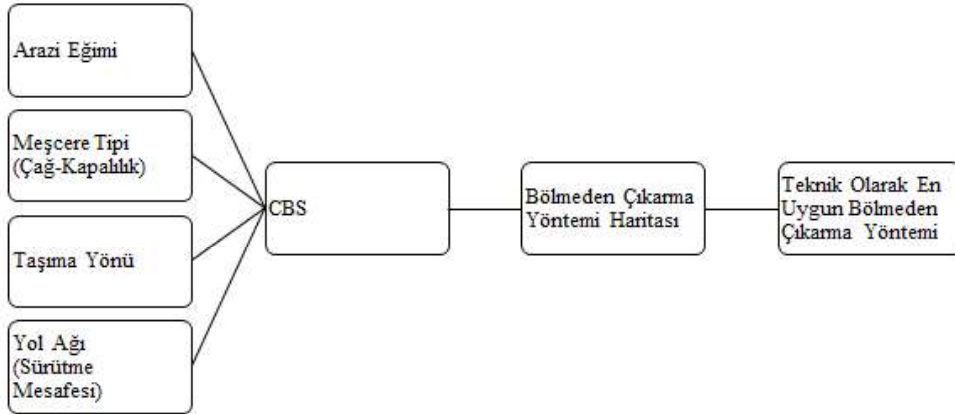 Arazi Eğimi
Meşcere Tipi
(Çağ-Kapalılık)
Taşıma Yönü
Yol Ağı
(Sürütme
Mesafesi)
CBS
Bölmeden Çıkarma
Yöntemi Haritası
Teknik Olarak En
Uygun Bölmeden
Çıkarma Yöntemi